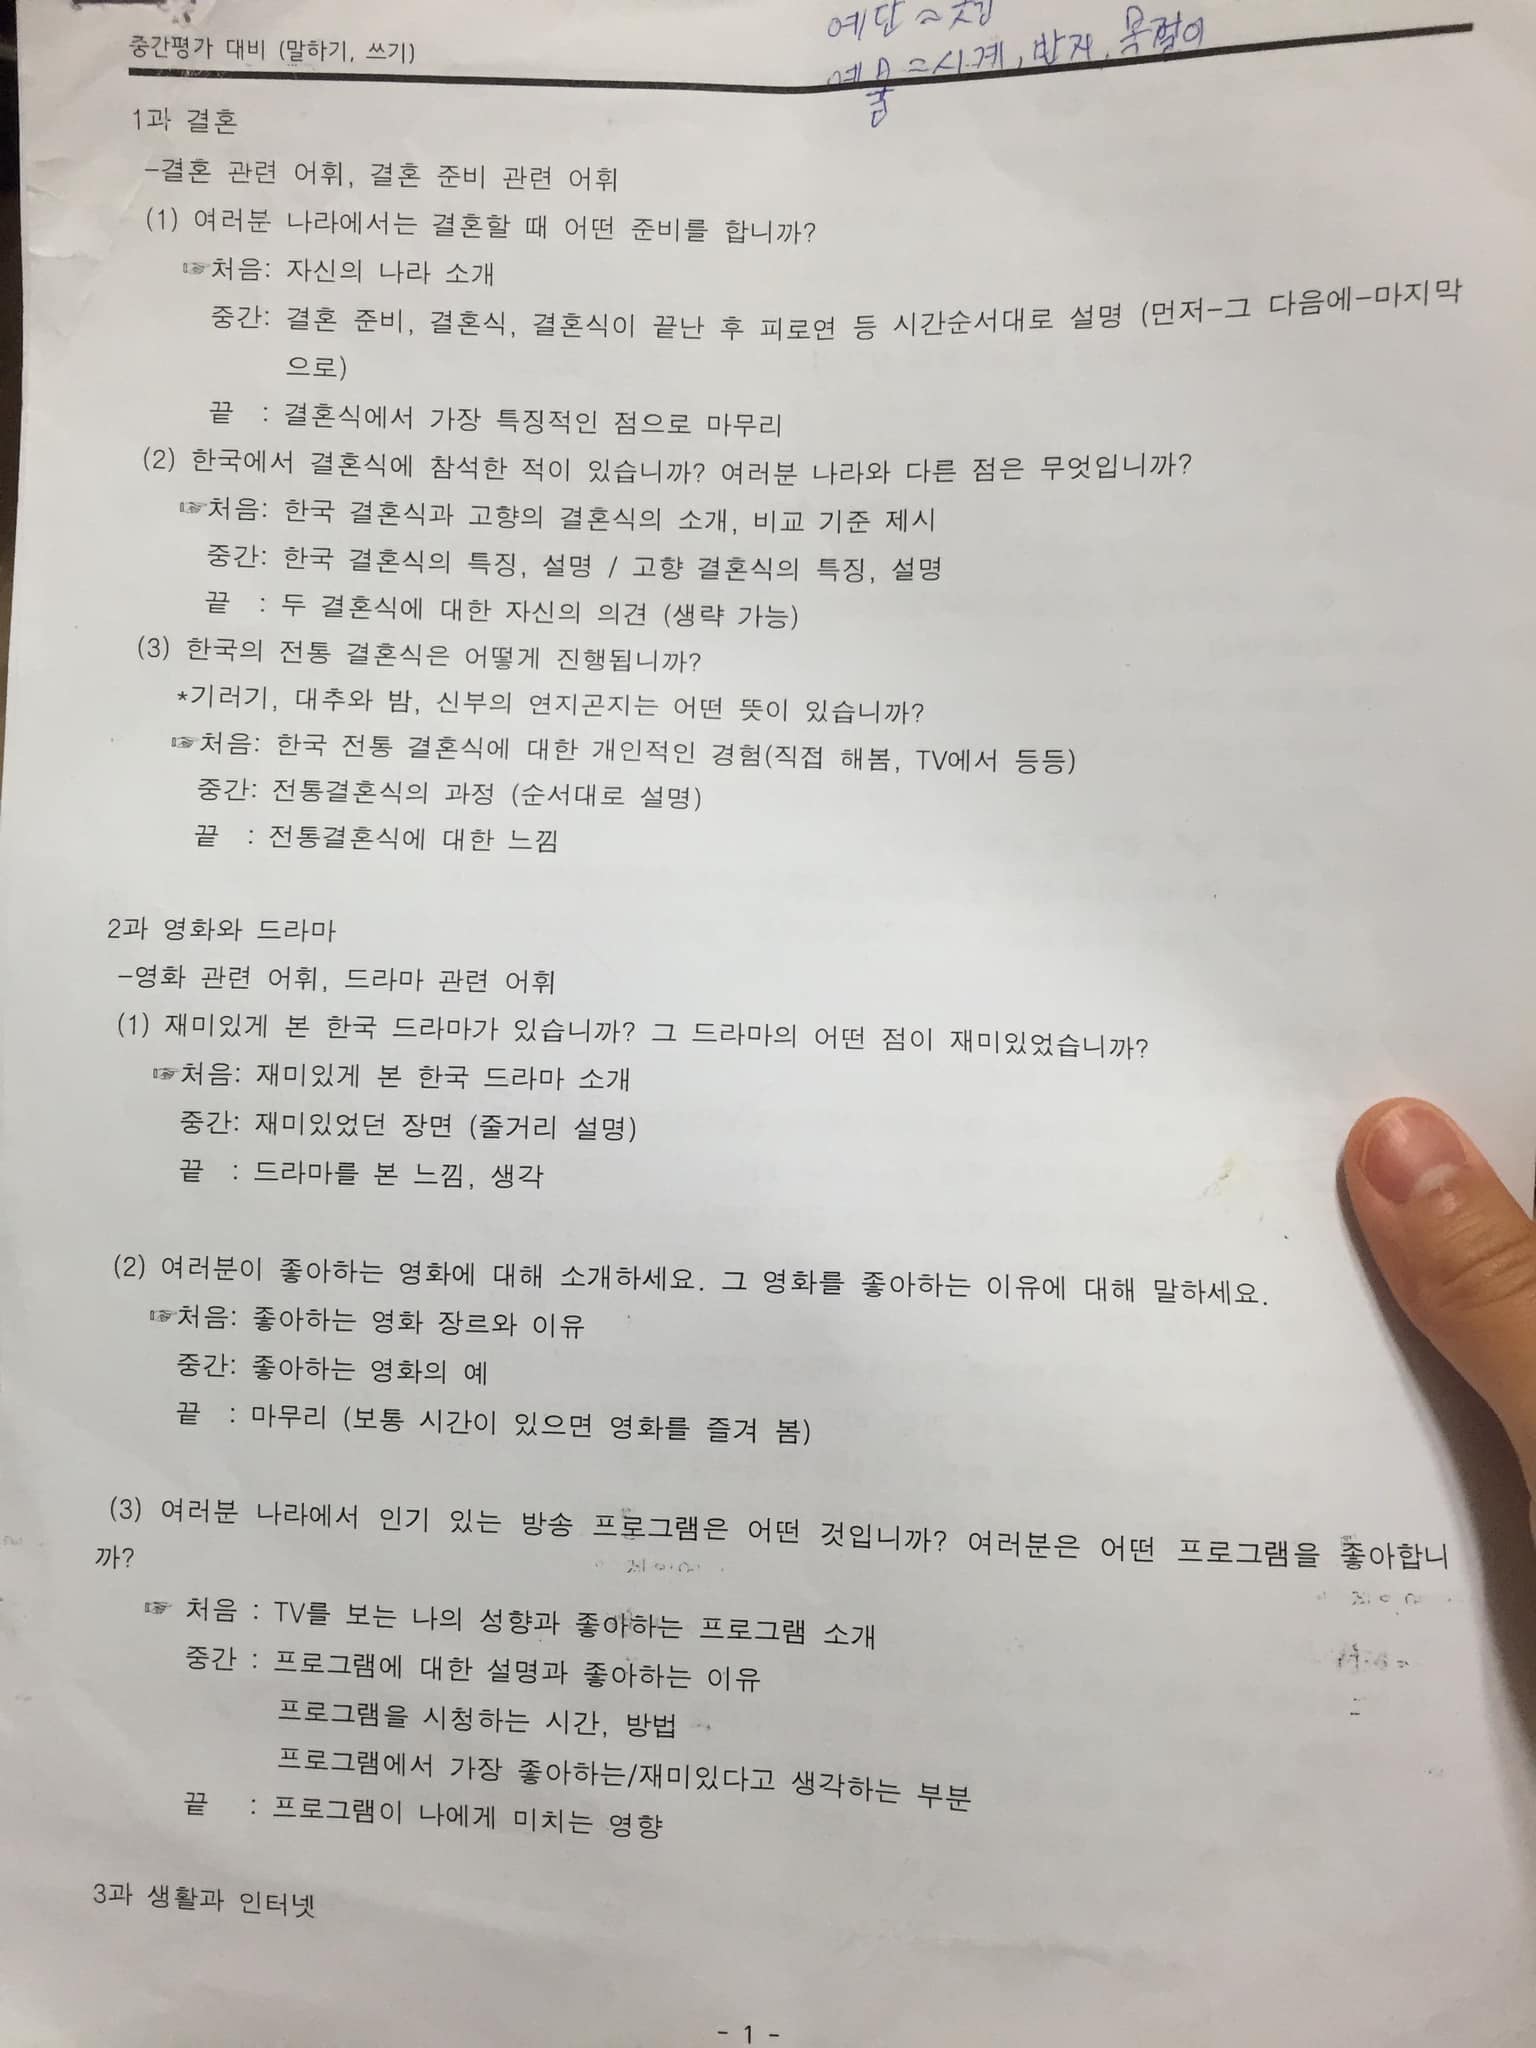 예단 =
예물 = 시계, 반지, 목걸이
중간평가 대비 (말하기, 쓰기)
1과 결혼
-결혼 관련 어휘, 결혼 준비 관련 어휘
(1) 여러분 나라에서는 결혼할 때 어떤 준비를 합니까?
☞처음: 자신의 나라 소개
중간: 결혼 준비, 결혼식, 결혼식이 끝난 후 피로연 등 시간순서대로 설명 (먼저-그 다음에-마지막
으로)
끝 : 결혼식에서 가장 특징적인 점으로 마무리
(2) 한국에서 결혼식에 참석한 적이 있습니까? 여러분 나라와 다른 점은 무엇입니까?
☞처음: 한국 결혼식과 고향의 결혼식의 소개, 비교 기준 제시
중간: 한국 결혼식의 특징, 설명 / 고향 결혼식의 특징, 설명
끝 : 두 결혼식에 대한 자신의 의견 (생략 가능)
(3) 한국의 전통 결혼식은 어떻게 진행됩니까?
*기러기, 대추와 밤, 신부의 연지곤지는 어떤 뜻이 있습니까?
☞처음: 한국 전통 결혼식에 대한 개인적인 경험(직접 해봄, TV에서 등등)
중간: 전통결혼식의 과정 (순서대로 설명)
끝 : 전통결혼식에 대한 느낌
2과 영화와 드라마
-영화 관련 어휘, 드라마 관련 어휘
(1) 재미있게 본 한국 드라마가 있습니까? 그 드라마의 어떤 점이 재미있었습니까?
☞처음: 재미있게 본 한국 드라마 소개
중간: 재미있었던 장면 (줄거리 설명)
끝 : 드라마를 본 느낌, 생각
(2) 여러분이 좋아하는 영화에 대해 소개하세요. 그 영화를 좋아하는 이유에 대해 말하세요.
☞처음: 좋아하는 영화 장르와 이유
중간: 좋아하는 영화의 예
끝 : 마무리 (보통 시간이 있으면 영화를 즐겨 봄)
(3) 여러분 나라에서 인기 있는 방송 프로그램은 어떤 것입니까? 여러분은 어떤 프로그램을 좋아합니
까?
☞ 처음 : TV를 보는 나의 성향과 좋아하는 프로그램 소개
중간 : 프로그램에 대한 설명과 좋아하는 이유
프로그램을 시청하는 시간, 방법
프로그램에서 가장 좋아하는/재미있다고 생각하는 부분
끝 : 프로그램이 나에게 미치는 영향
3과 생활과 인터넷
- 1 -